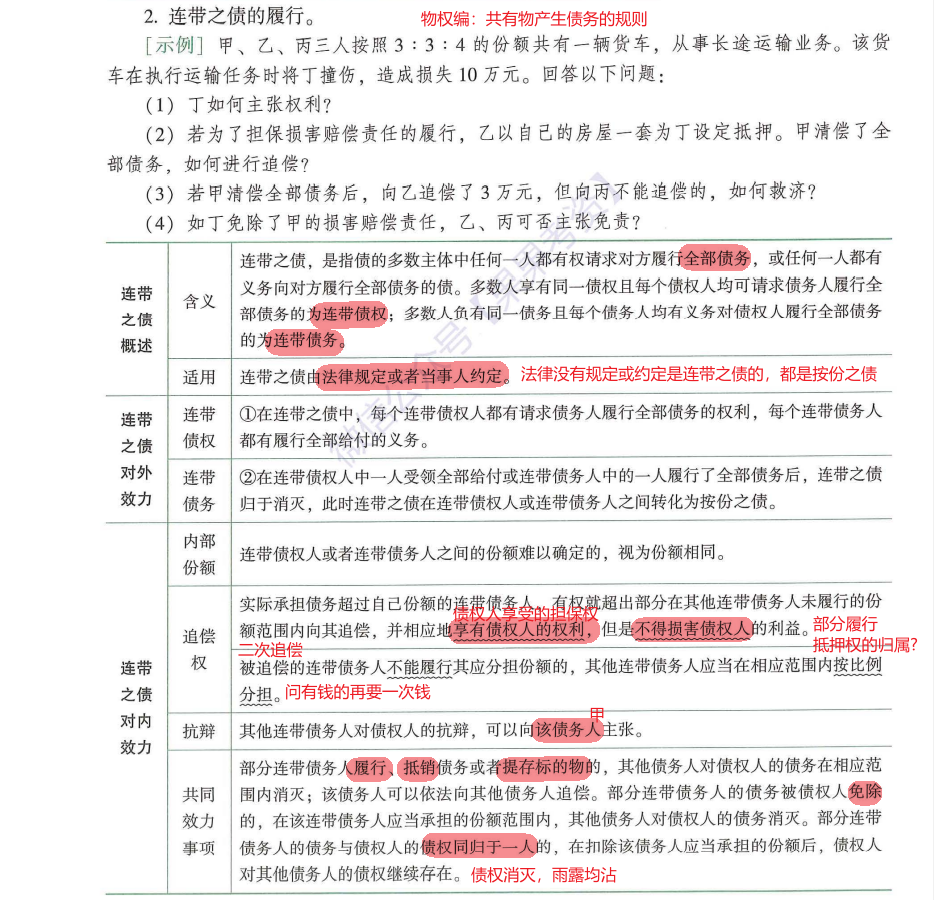 2. 连带之债的履行。
物权编：共有物产生债务的规则
［示例］甲、乙、丙三人按照 3∶3∶4 的份额共有一辆货车，从事长途运输业务。该货
车在执行运输任务时将丁撞伤，造成损失 10 万元。回答以下问题：
（1）丁如何主张权利？
（2）若为了担保损害赔偿责任的履行，乙以自己的房屋一套为丁设定抵押。甲清偿了全
部债务，如何进行追偿？
（3）若甲清偿全部债务后，向乙追偿了 3 万元，但向丙不能追偿的，如何救济？
（4）如丁免除了甲的损害赔偿责任，乙、丙可否主张免责？
连带
之债
概述
含义
连带之债，是指债的多数主体中任何一人都有权请求对方履行全部债务，或任何一人都有
义务向对方履行全部债务的债。多数人享有同一债权且每个债权人均可请求债务人履行全
部债务的为连带债权；多数人负有同一债务且每个债务人均有义务对债权人履行全部债务
的为连带债务。
适用
连带之债由法律规定或者当事人约定。
法律没有规定或约定是连带之债的，都是按份之债
连带
之债
对外
效力
连带
债权
①在连带之债中，每个连带债权人都有请求债务人履行全部债务的权利，每个连带债务人
都有履行全部给付的义务。
连带
债务
②在连带债权人中一人受领全部给付或连带债务人中的一人履行了全部债务后，连带之债
归于消灭，此时连带之债在连带债权人或连带债务人之间转化为按份之债。
连带
之债
对内
效力
内部
份额
连带债权人或者连带债务人之间的份额难以确定的，视为份额相同。
追偿
权
实际承担债务超过自己份额的连带债务人，有权就超出部分在其他连带债务人未履行的份
债权人享受的担保权
额范围内向其追偿，并相应地享有债权人的权利，但是不得损害债权人的利益。
部分履行
抵押权的归属？
二次追偿
被追偿的连带债务人不能履行其应分担份额的，其他连带债务人应当在相应范围内按比例
分担。
问有钱的再要一次钱
抗辩
甲
其他连带债务人对债权人的抗辩，可以向该债务人主张。
共同
效力
事项
部分连带债务人履行、抵销债务或者提存标的物的，其他债务人对债权人的债务在相应范
围内消灭；该债务人可以依法向其他债务人追偿。部分连带债务人的债务被债权人免除
的，在该连带债务人应当承担的份额范围内，其他债务人对债权人的债务消灭。部分连带
债务人的债务与债权人的债权同归于一人的，在扣除该债务人应当承担的份额后，债权人
对其他债务人的债权继续存在。
债权消灭，雨露均沾
微信公众号【果果考资】